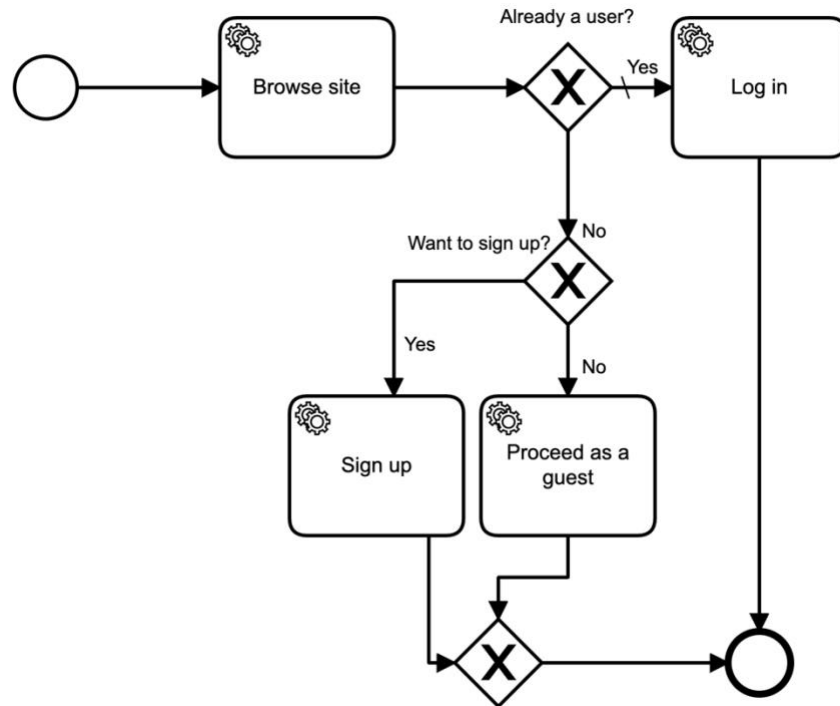 Already a user?
Browse site
Yes
Log in
No
Want to sign up?
Yes
No
Sign up
Proceed as a
guest